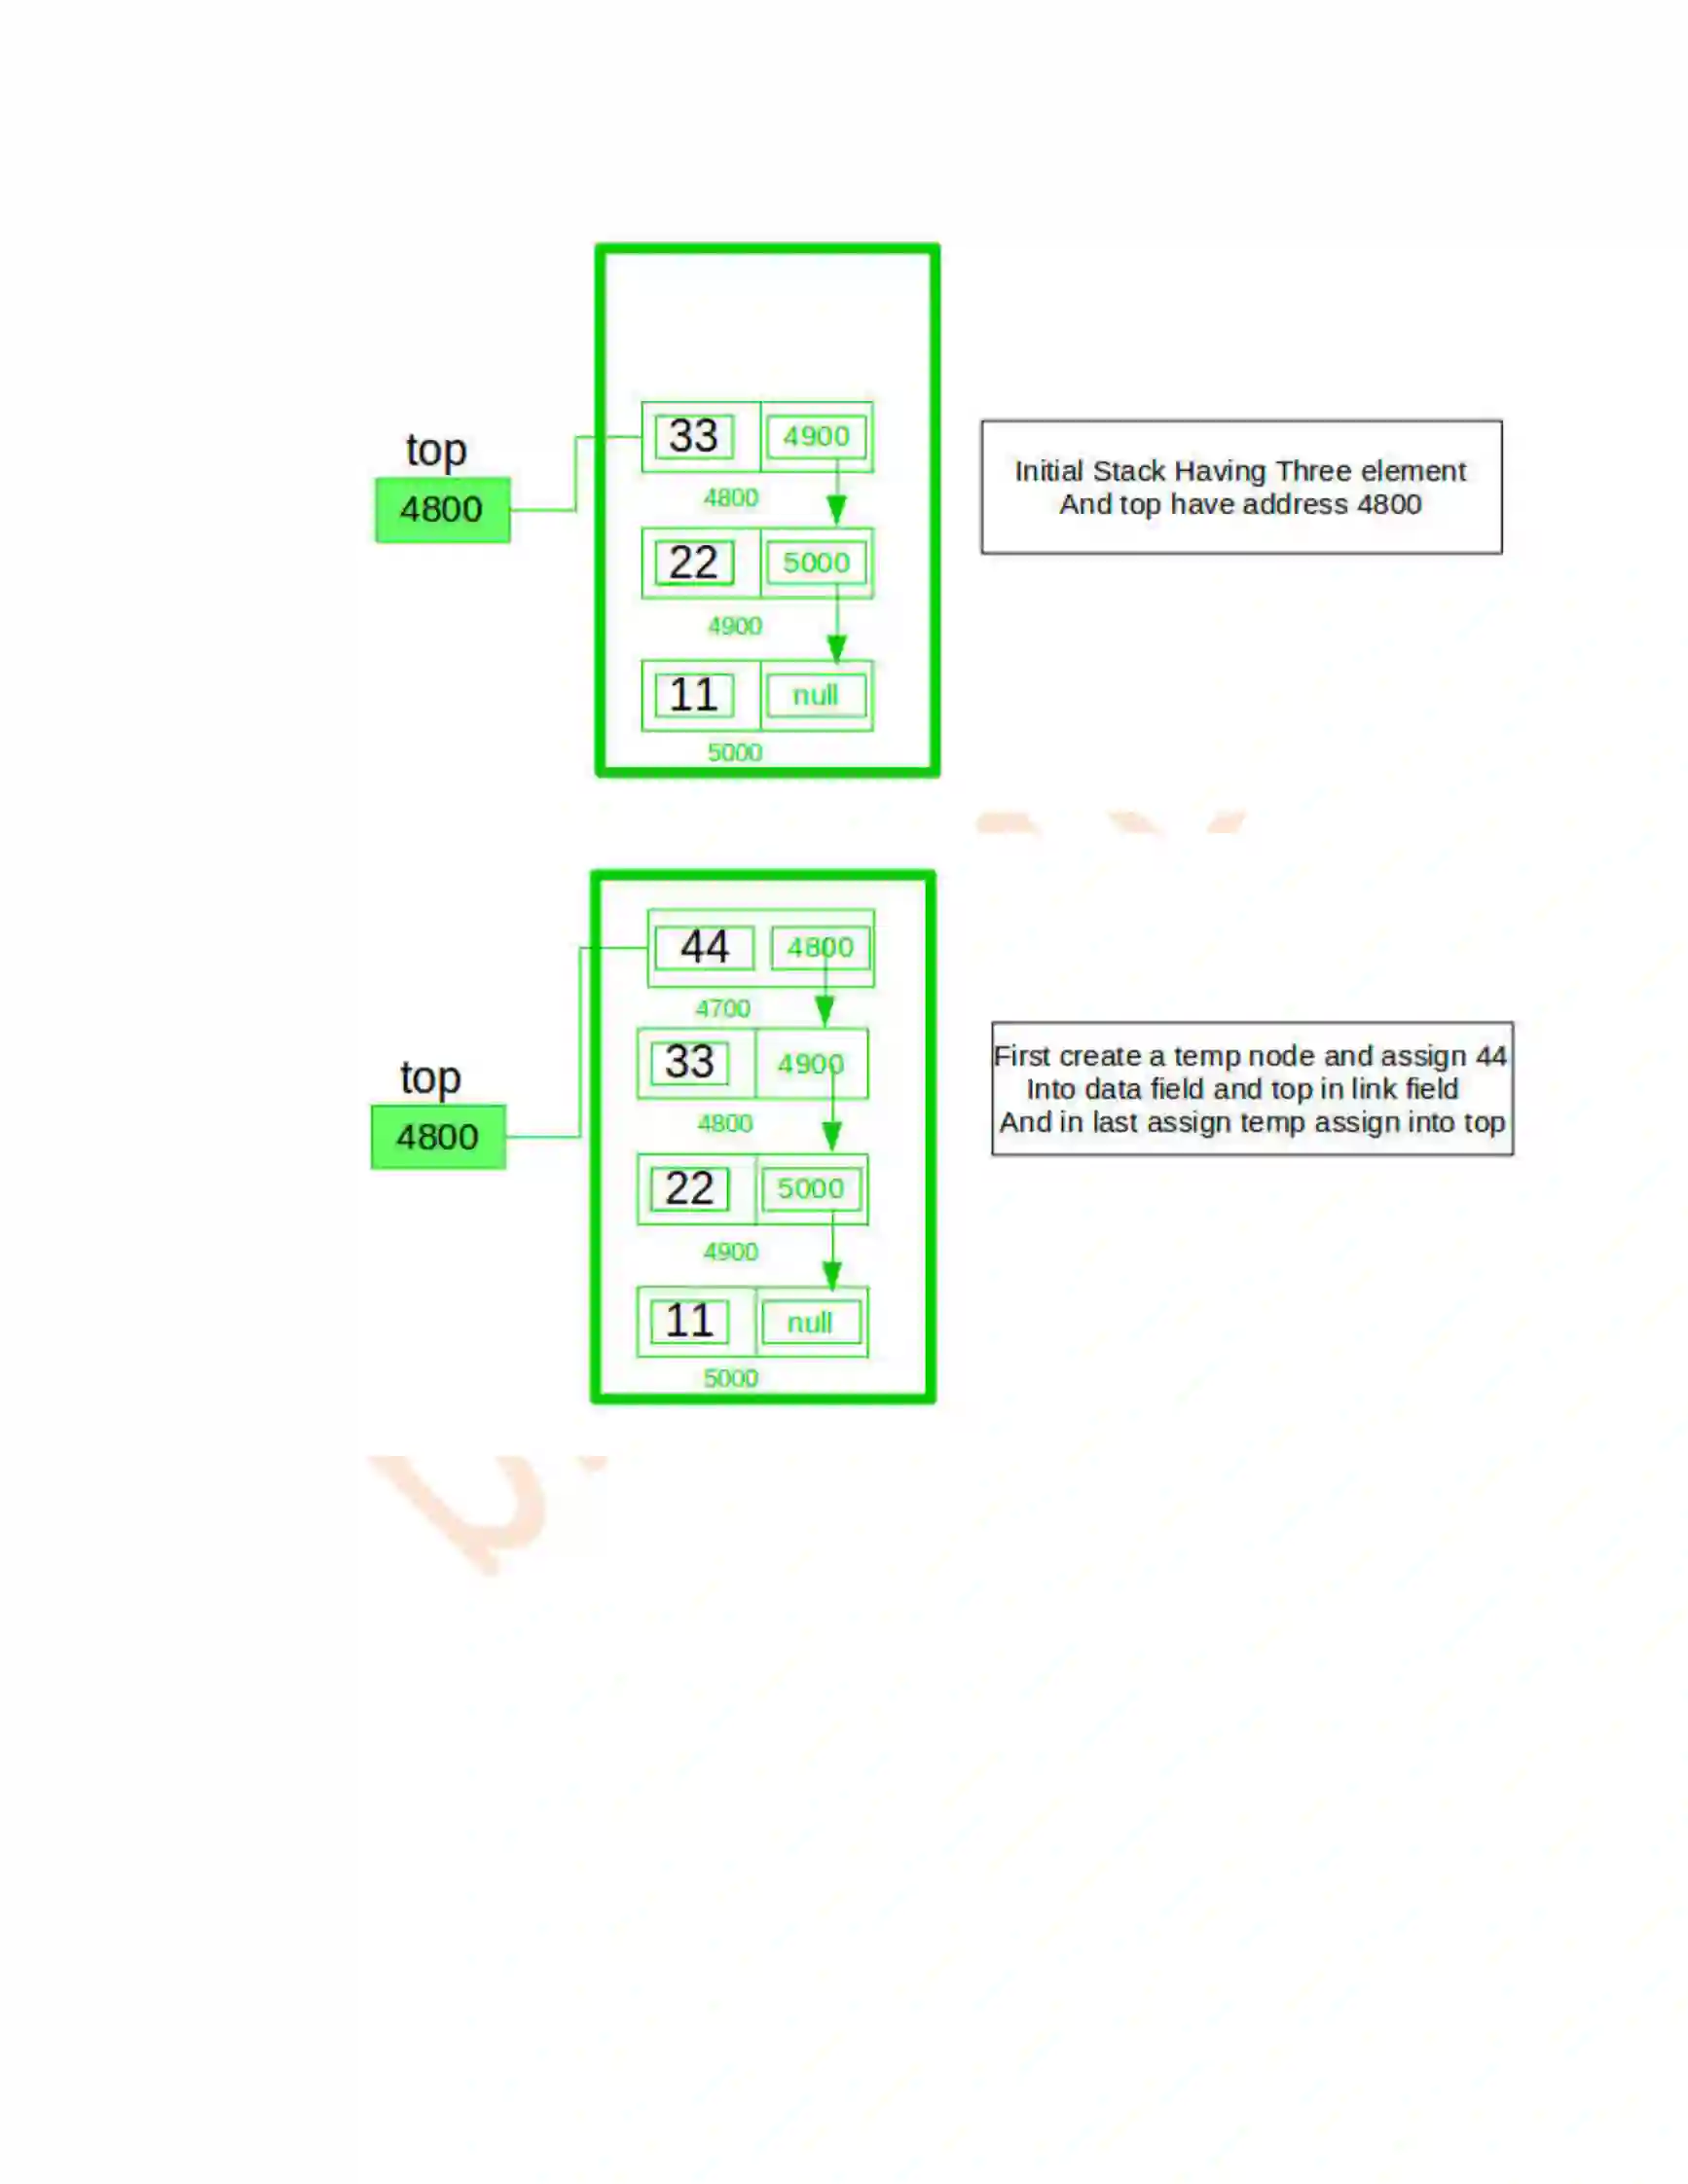 top
4800
33 4900
4800
22 5000
4900
11 null
5000
Initial Stack Having Three element
And top have address 4800
top
4800
44 4800
4700
33 4900
4800
22 5000
4900
11 null
5000
First create a temp node and assign 44
Into data field and top in link field
And in last assign temp assign into top